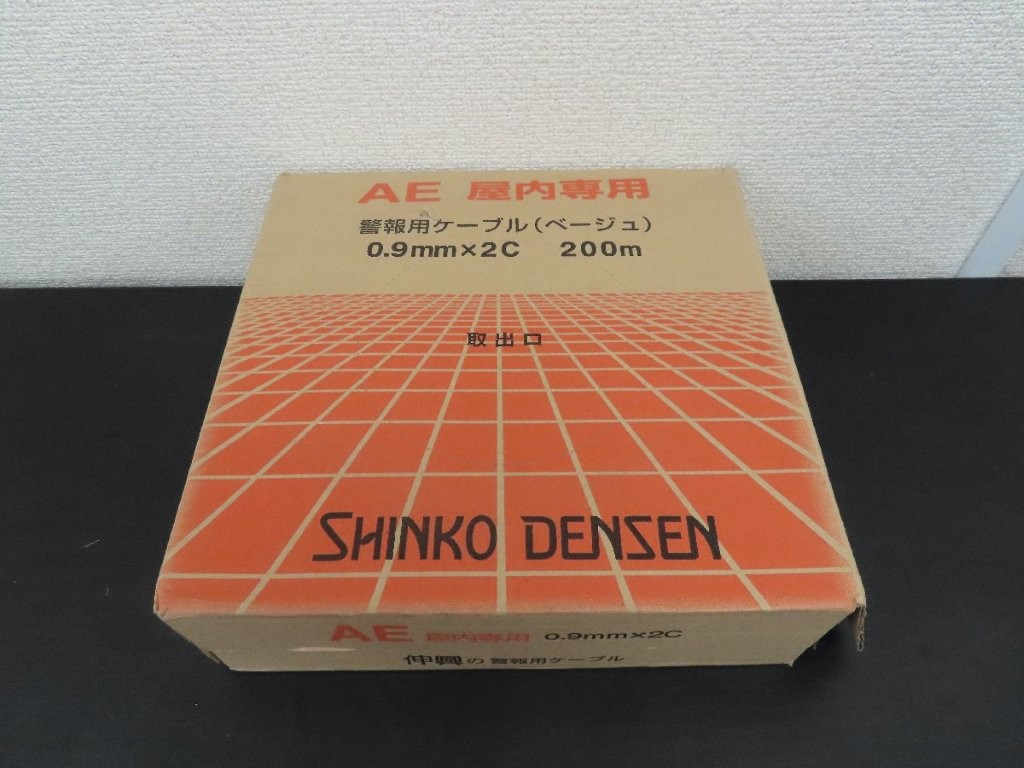 AE 屋内専用
警報用ケーブル(ベージュ)
0.9mm×2C 200m
取出口
SHINKO DENSEN
AE 屋内専用 0.9mm×2C
伸興の警報用ケーブル